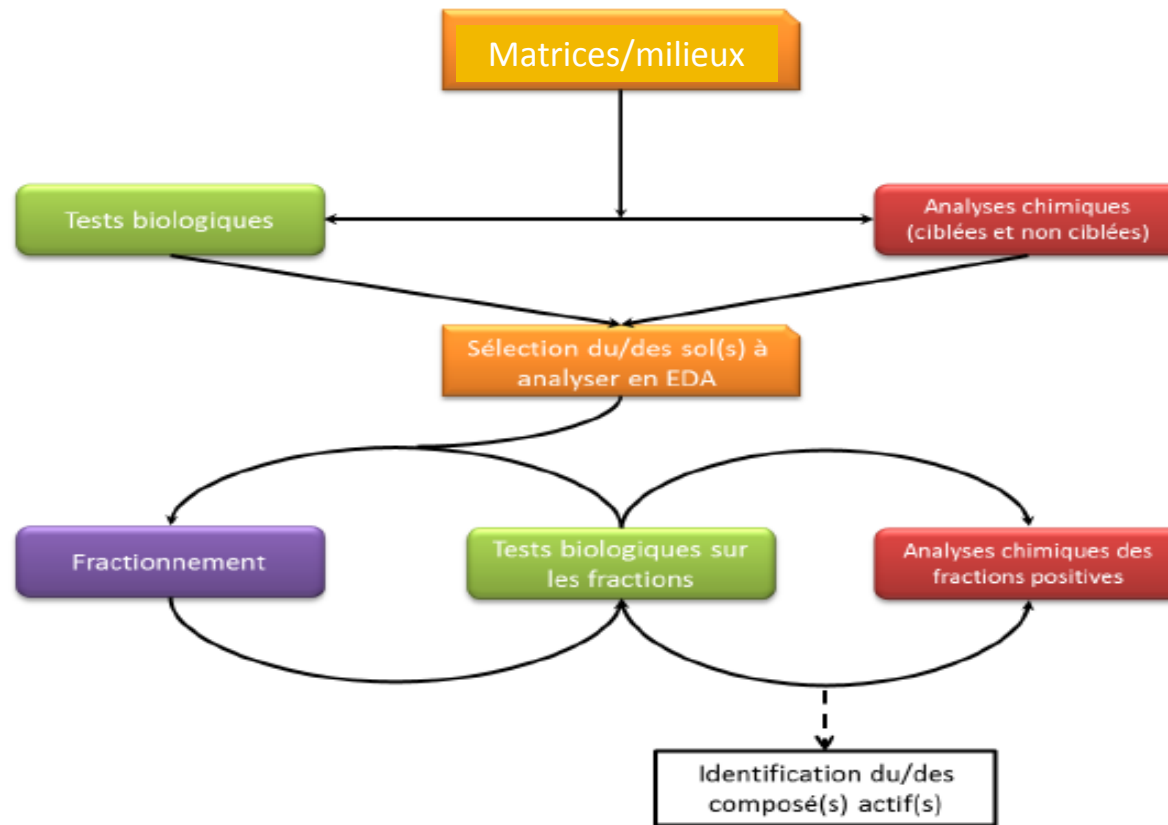 Matrices/milieux
Tests biologiques
Analyses chimiques
(ciblées et non ciblées)
Sélection du/des sol(s) à
analyser en EDA
Fractionnement
Tests biologiques sur
les fractions
Analyses chimiques des
fractions positives
Identification du/des
composé(s) actif(s)